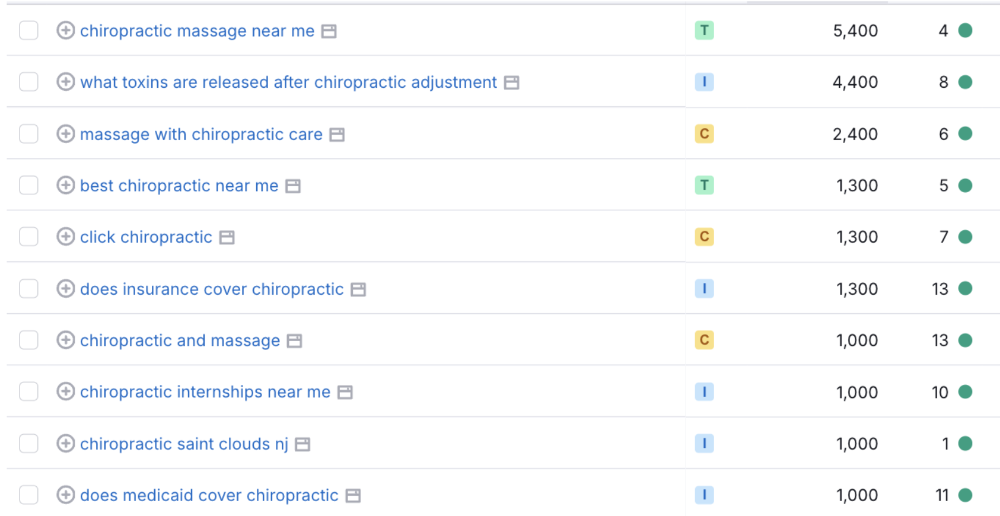 chiropractic massage near me T 5,400 4
what toxins are released after chiropractic adjustment I 4,400 8
massage with chiropractic care C 2,400 6
best chiropractic near me T 1,300 5
click chiropractic C 1,300 7
does insurance cover chiropractic I 1,300 13
chiropractic and massage C 1,000 13
chiropractic internships near me I 1,000 10
chiropractic saint clouds nj I 1,000 1
does medicaid cover chiropractic I 1,000 11